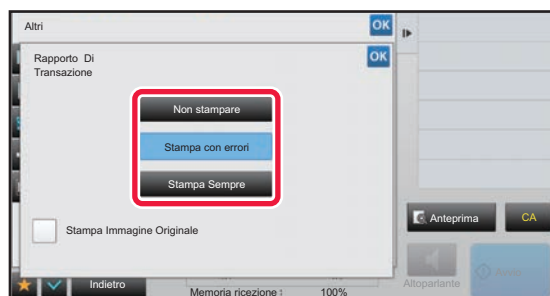 Altri
OK
Rapporto Di
Transazione
OK
Non stampare
Stampa con errori
Stampa Sempre
Stampa Immagine Originale
Anteprima
CA
Indietro
Memoria ricezione
100%
Altoparlante
Avvio